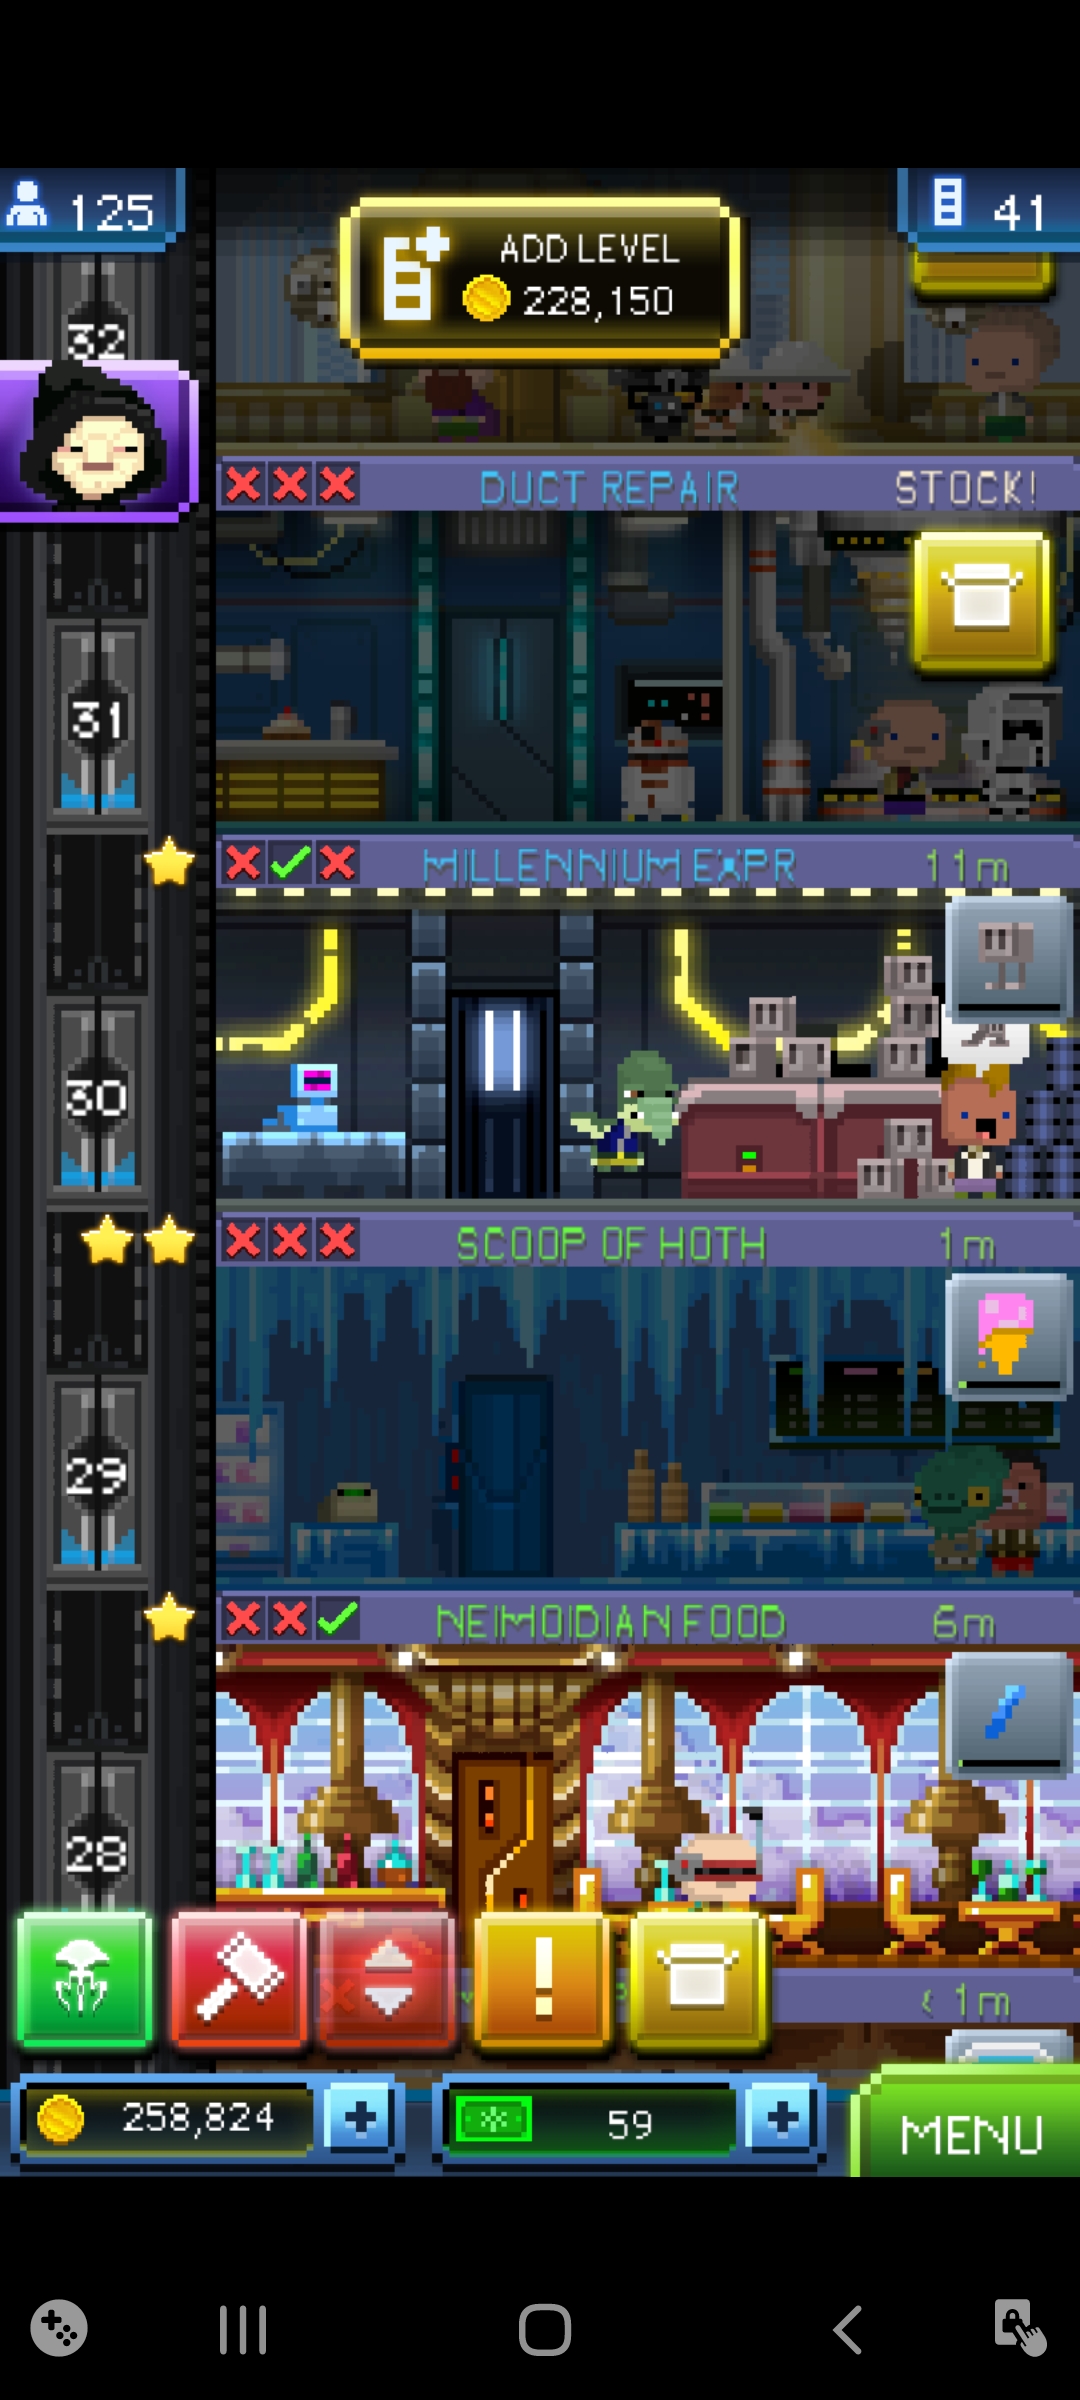 125
ADD LEVEL
228,150
41
32
DUCT REPAIR STOCK!
31
MILLENNIUM EXPR 11m
30
SCOOP OF HOTH 1m
29
NEIMOIDIAN FOOD 6m
28
< 1m
258,824
59
MENU